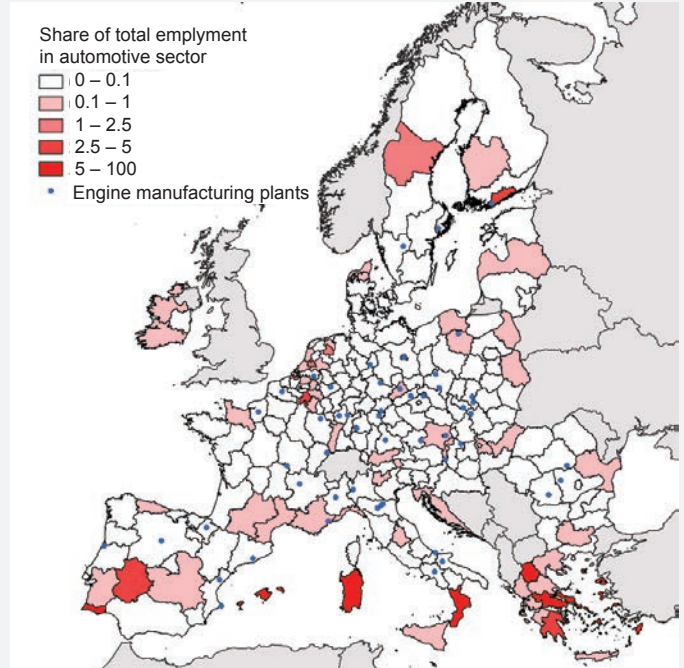 Share of total emplyment
in automotive sector
0 – 0.1
0.1 – 1
1 – 2.5
2.5 – 5
5 – 100
Engine manufacturing plants